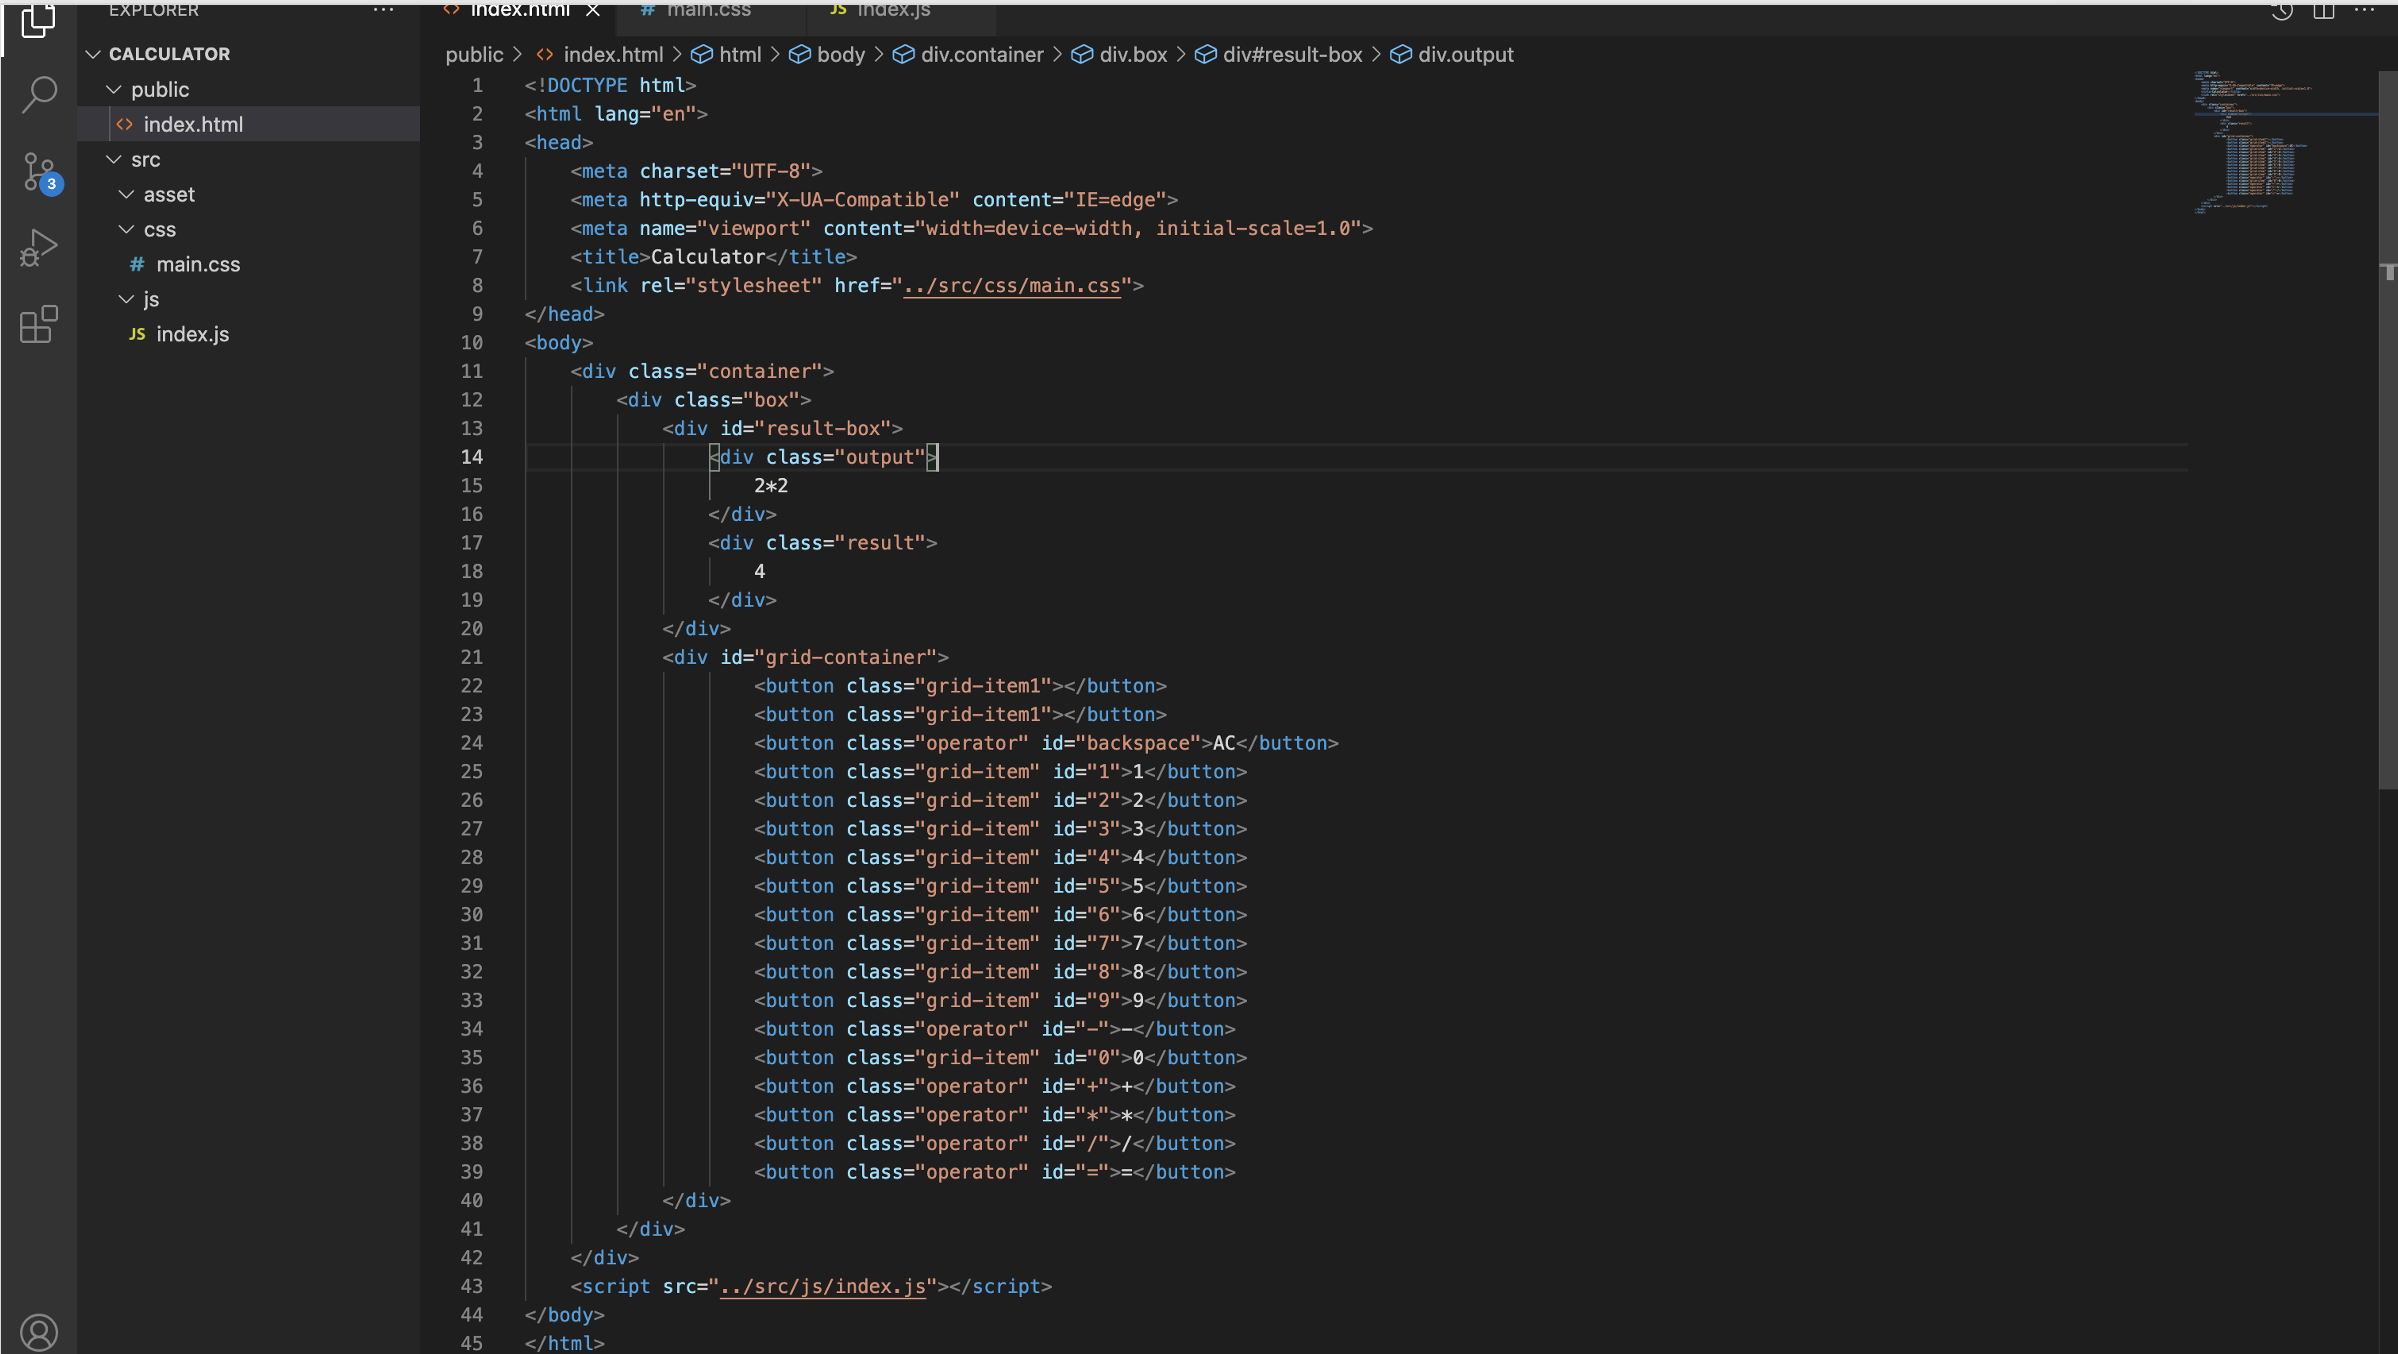 EXPLORER ...
index.html ×
# main.css
JS index.js
CALCULATOR
public
index.html
src
asset
css
# main.css
js
JS index.js
3
public > index.html > html > body > div.container > div.box > div#result-box > div.output
1 <!DOCTYPE html>
2 <html lang="en">
3 <head>
4     <meta charset="UTF-8">
5     <meta http-equiv="X-UA-Compatible" content="IE=edge">
6     <meta name="viewport" content="width=device-width, initial-scale=1.0">
7     <title>Calculator</title>
8     <link rel="stylesheet" href="../src/css/main.css">
9 </head>
10 <body>
11     <div class="container">
12         <div class="box">
13             <div id="result-box">
14                 <div class="output">
15                     2*2
16                 </div>
17                 <div class="result">
18                     4
19                 </div>
20             </div>
21             <div id="grid-container">
22                     <button class="grid-item1"></button>
23                     <button class="grid-item1"></button>
24                     <button class="operator" id="backspace">AC</button>
25                     <button class="grid-item" id="1">1</button>
26                     <button class="grid-item" id="2">2</button>
27                     <button class="grid-item" id="3">3</button>
28                     <button class="grid-item" id="4">4</button>
29                     <button class="grid-item" id="5">5</button>
30                     <button class="grid-item" id="6">6</button>
31                     <button class="grid-item" id="7">7</button>
32                     <button class="grid-item" id="8">8</button>
33                     <button class="grid-item" id="9">9</button>
34                     <button class="operator" id="-">-</button>
35                     <button class="grid-item" id="0">0</button>
36                     <button class="operator" id="+">+</button>
37                     <button class="operator" id="*">*</button>
38                     <button class="operator" id="/">/</button>
39                     <button class="operator" id="=">=</button>
40             </div>
41         </div>
42     </div>
43     <script src="../src/js/index.js"></script>
44 </body>
45 </html>